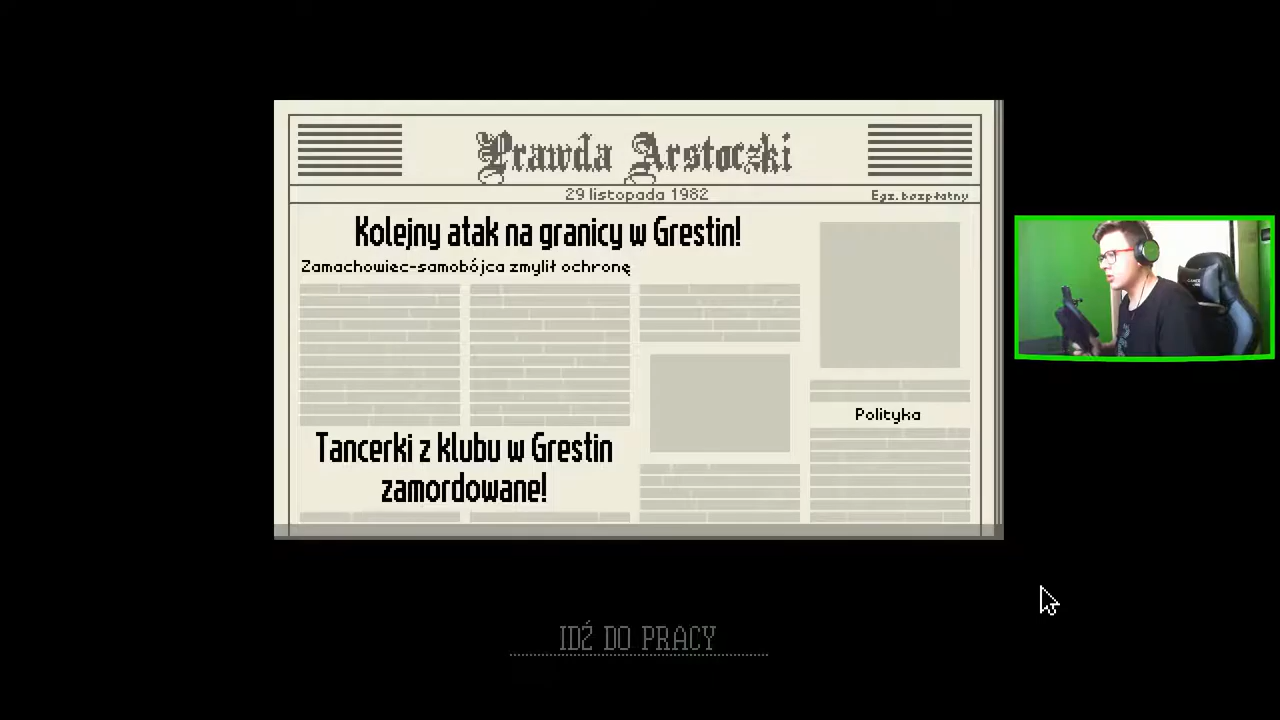 Prawda Arstoczki
29 listopada 1982
Egz. bezpłatny
Kolejny atak na granicy w Grestin!
Zamachowiec-samobójca zmylił ochronę
Tancerki z klubu w Grestin
zamordowane!
Polityka
IDŹ DO PRACY